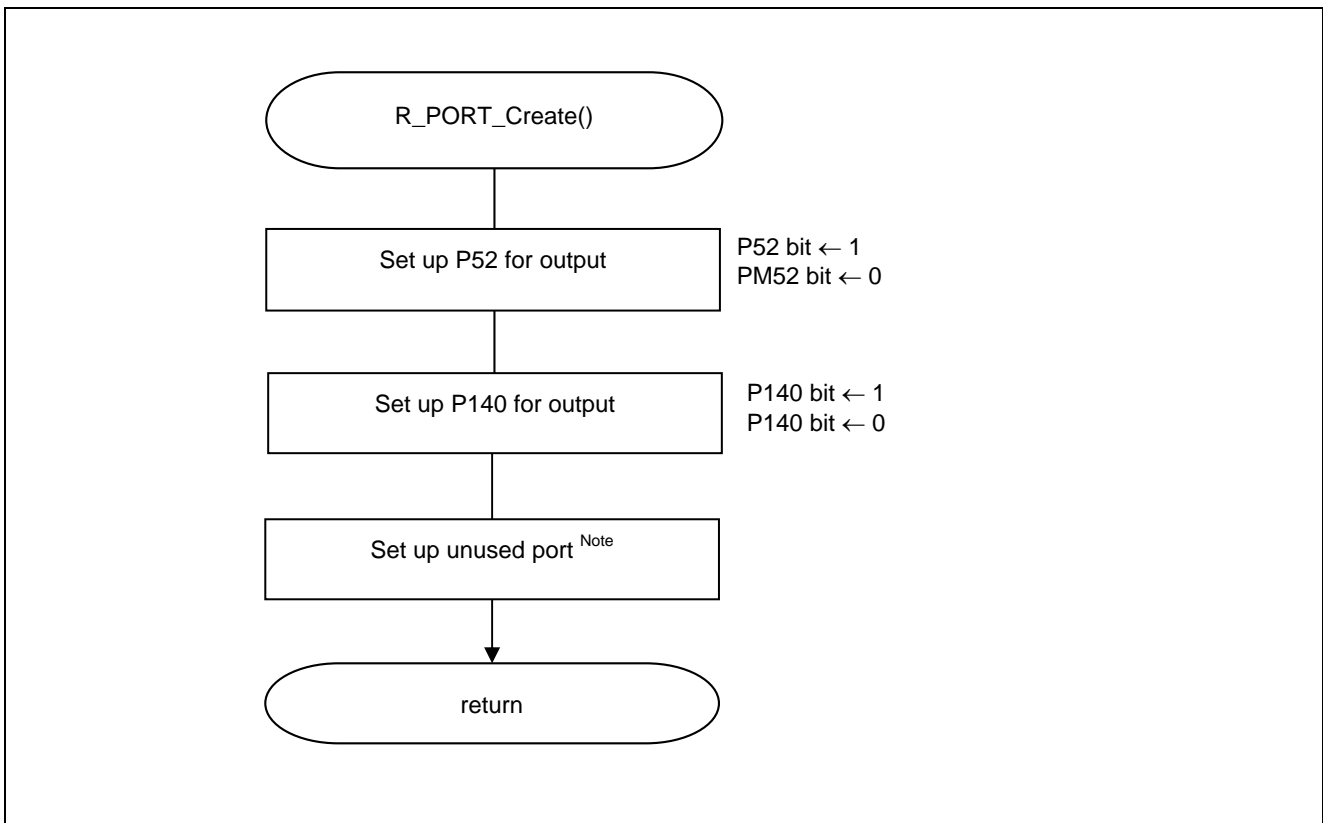 R_PORT_Create()
Set up P52 for output
P52 bit ← 1
PM52 bit ← 0
Set up P140 for output
P140 bit ← 1
P140 bit ← 0
Set up unused port Note
return